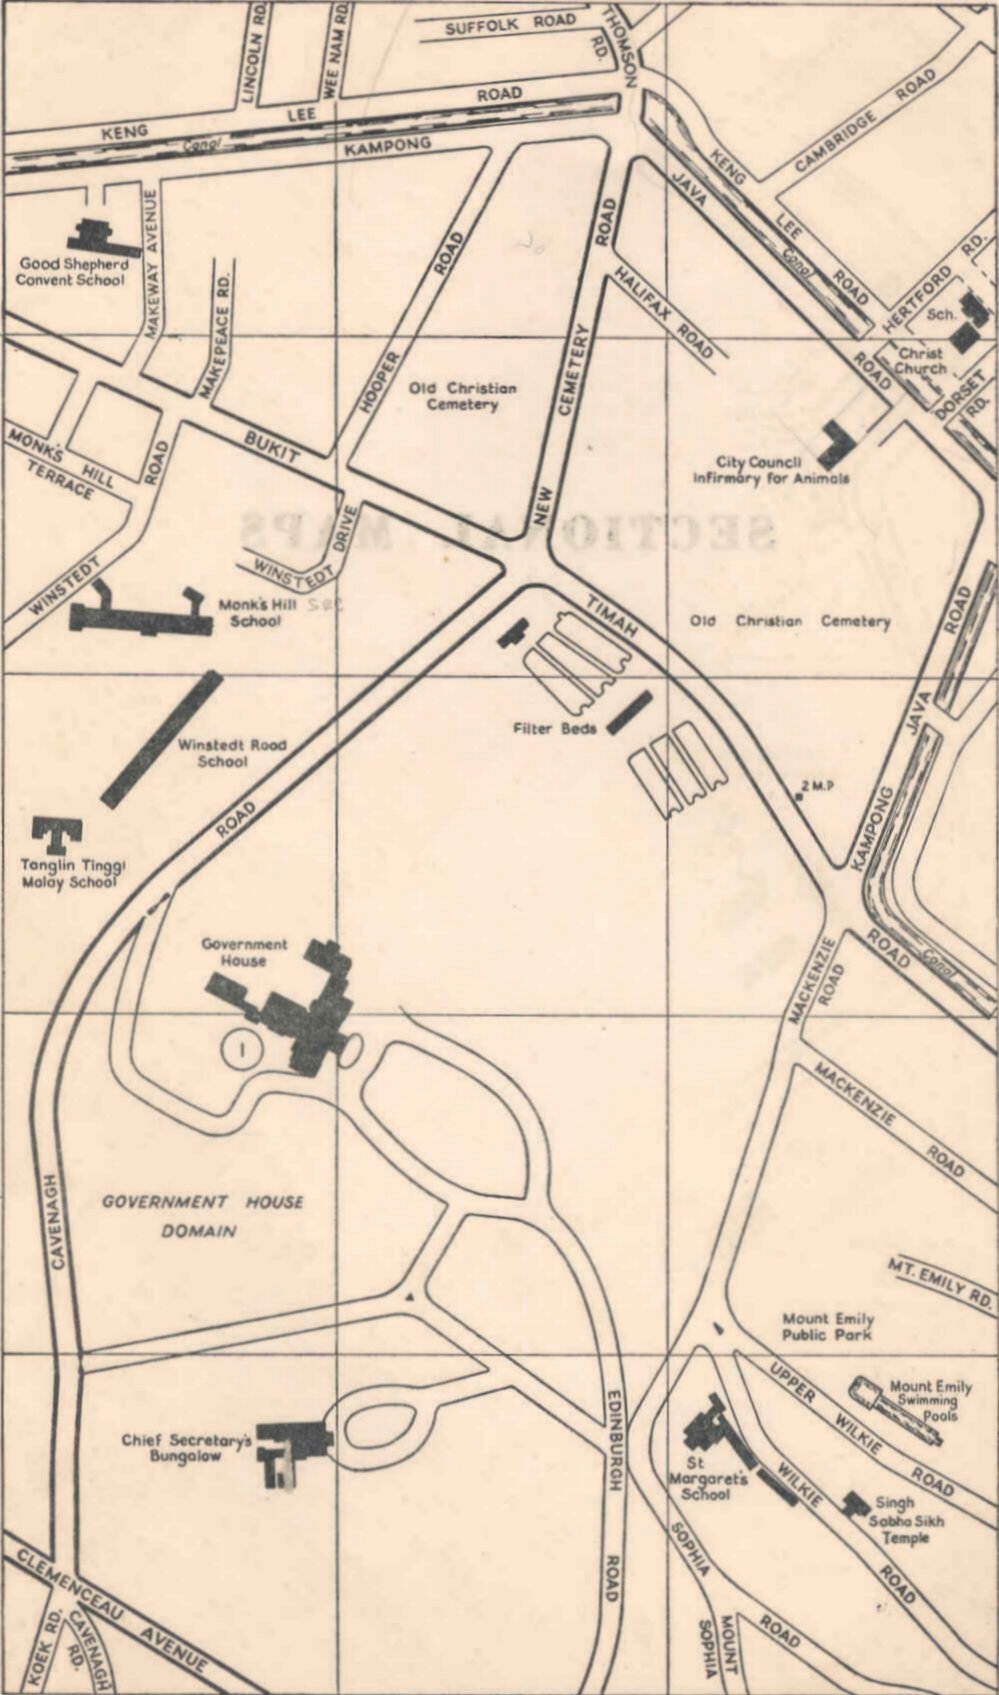 LINCOLN RD.
WEE NAM RD.
SUFFOLK ROAD
THOMSON
RD.
KENG LEE ROAD
Canal
KAMPONG
CAMBRIDGE ROAD
KENG LEE ROAD
JAVA
Canal
ROAD
HERTFORD RD.
Sch.
Christ
Church
DORSET
RD.
Good Shepherd
Convent School
MAKEWAY AVENUE
MAKEPEACE RD.
HOOPER ROAD
NEW CEMETERY ROAD
HALIFAX ROAD
Old Christian
Cemetery
City Council
Infirmary for Animals
MONK'S HILL
TERRACE
ROAD
WINSTEDT
BUKIT
WINSTEDT DRIVE
SECTIONAL MAPS
Monk's Hill sec
School
TIMAH
Old Christian Cemetery
Filter Beds
Winstedt Road
School
Tanglin Tinggi
Malay School
ROAD
2 M.P
KAMPONG JAVA ROAD
Government
House
1
MACKENZIE
ROAD
ROAD
Canal
MACKENZIE ROAD
GOVERNMENT HOUSE
DOMAIN
CAVENAGH
MT. EMILY RD.
Mount Emily
Public Park
Mount Emily
Swimming
Pools
UPPER WILKIE ROAD
Chief Secretary's
Bungalow
EDINBURGH ROAD
St
Margaret's
School
WILKIE ROAD
Singh
Sabha Sikh
Temple
SOPHIA ROAD
MOUNT
SOPHIA
CLEMENCEAU AVENUE
KOEK RD.
CAVENAGH
RD.